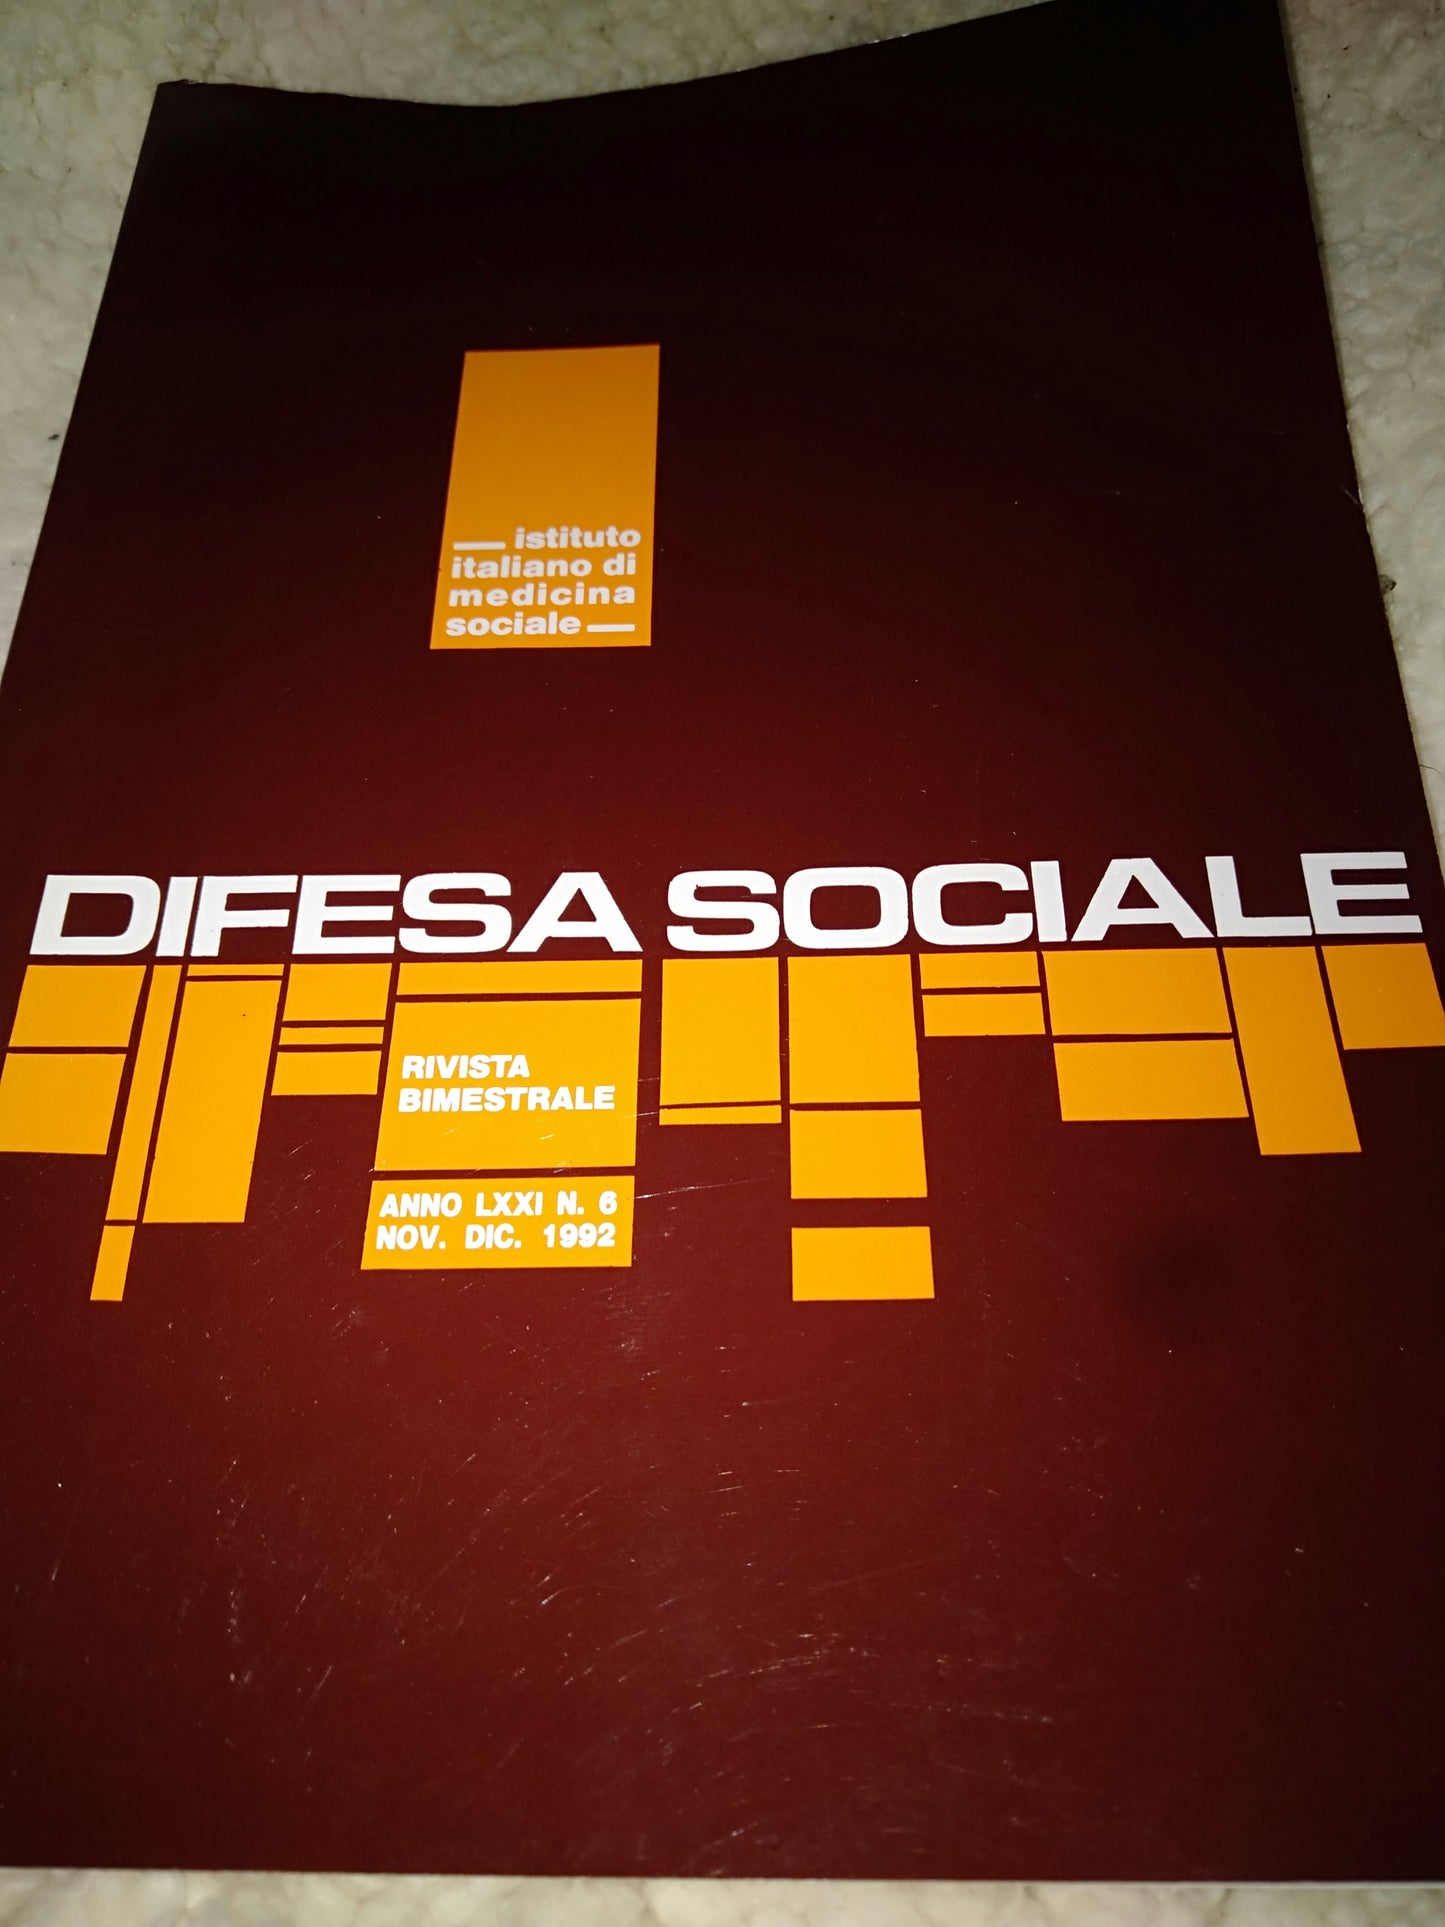 istituto
italiano di
medicina
sociale
DIFESA SOCIALE
RIVISTA
BIMESTRALE
ANNO LXXI N. 6
NOV. DIC. 1992